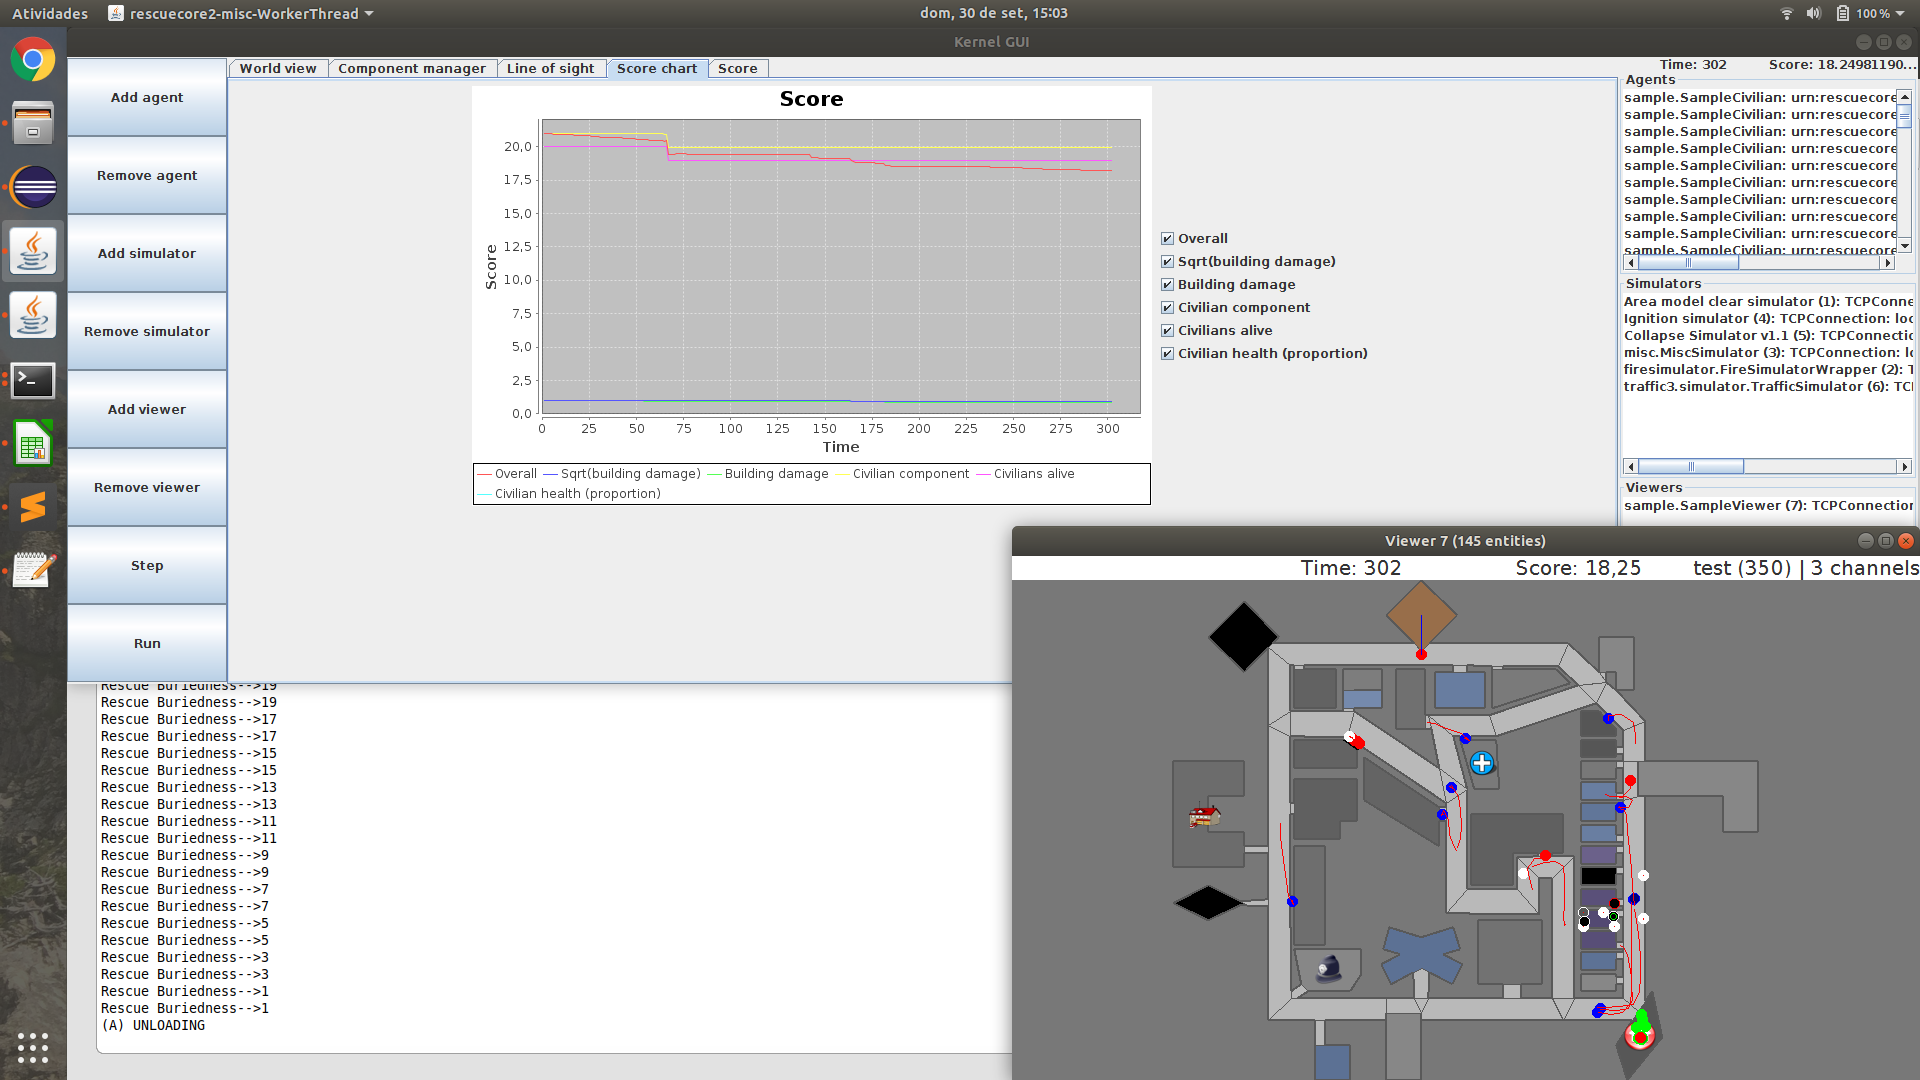 Atividades
rescuecore2-misc-WorkerThread
dom, 30 de set, 15:03
100 %
Kernel GUI
Add agent
Remove agent
Add simulator
Remove simulator
Add viewer
Remove viewer
Step
Run
World view
Component manager
Line of sight
Score chart
Score
Time: 302
Score: 18.24981190...
Score
Score
20,0
17,5
15,0
12,5
10,0
7,5
5,0
2,5
0,0
0 25 50 75 100 125 150 175 200 225 250 275 300
Time
Overall Sqrt(building damage) Building damage Civilian component Civilians alive
Civilian health (proportion)
Overall
Sqrt(building damage)
Building damage
Civilian component
Civilians alive
Civilian health (proportion)
Agents
sample.SampleCivilian: urn:rescuecore
sample.SampleCivilian: urn:rescuecore
sample.SampleCivilian: urn:rescuecore
sample.SampleCivilian: urn:rescuecore
sample.SampleCivilian: urn:rescuecore
sample.SampleCivilian: urn:rescuecore
sample.SampleCivilian: urn:rescuecore
sample.SampleCivilian: urn:rescuecore
sample.SampleCivilian: urn:rescuecore
sample.SampleCivilian: urn:rescuecore
Simulators
Area model clear simulator (1): TCPConne
Ignition simulator (4): TCPConnection: loc
Collapse Simulator v1.1 (5): TCPConnectic
misc.MiscSimulator (3): TCPConnection: lo
firesimulator.FireSimulatorWrapper (2): T
traffic3.simulator.TrafficSimulator (6): TC
Viewers
sample.SampleViewer (7): TCPConnection
Rescue Buriedness-->19
Rescue Buriedness-->19
Rescue Buriedness-->17
Rescue Buriedness-->17
Rescue Buriedness-->15
Rescue Buriedness-->15
Rescue Buriedness-->13
Rescue Buriedness-->13
Rescue Buriedness-->11
Rescue Buriedness-->11
Rescue Buriedness-->9
Rescue Buriedness-->9
Rescue Buriedness-->7
Rescue Buriedness-->7
Rescue Buriedness-->5
Rescue Buriedness-->5
Rescue Buriedness-->3
Rescue Buriedness-->3
Rescue Buriedness-->1
Rescue Buriedness-->1
(A) UNLOADING
Viewer 7 (145 entities)
Time: 302
Score: 18,25
test (350) | 3 channels